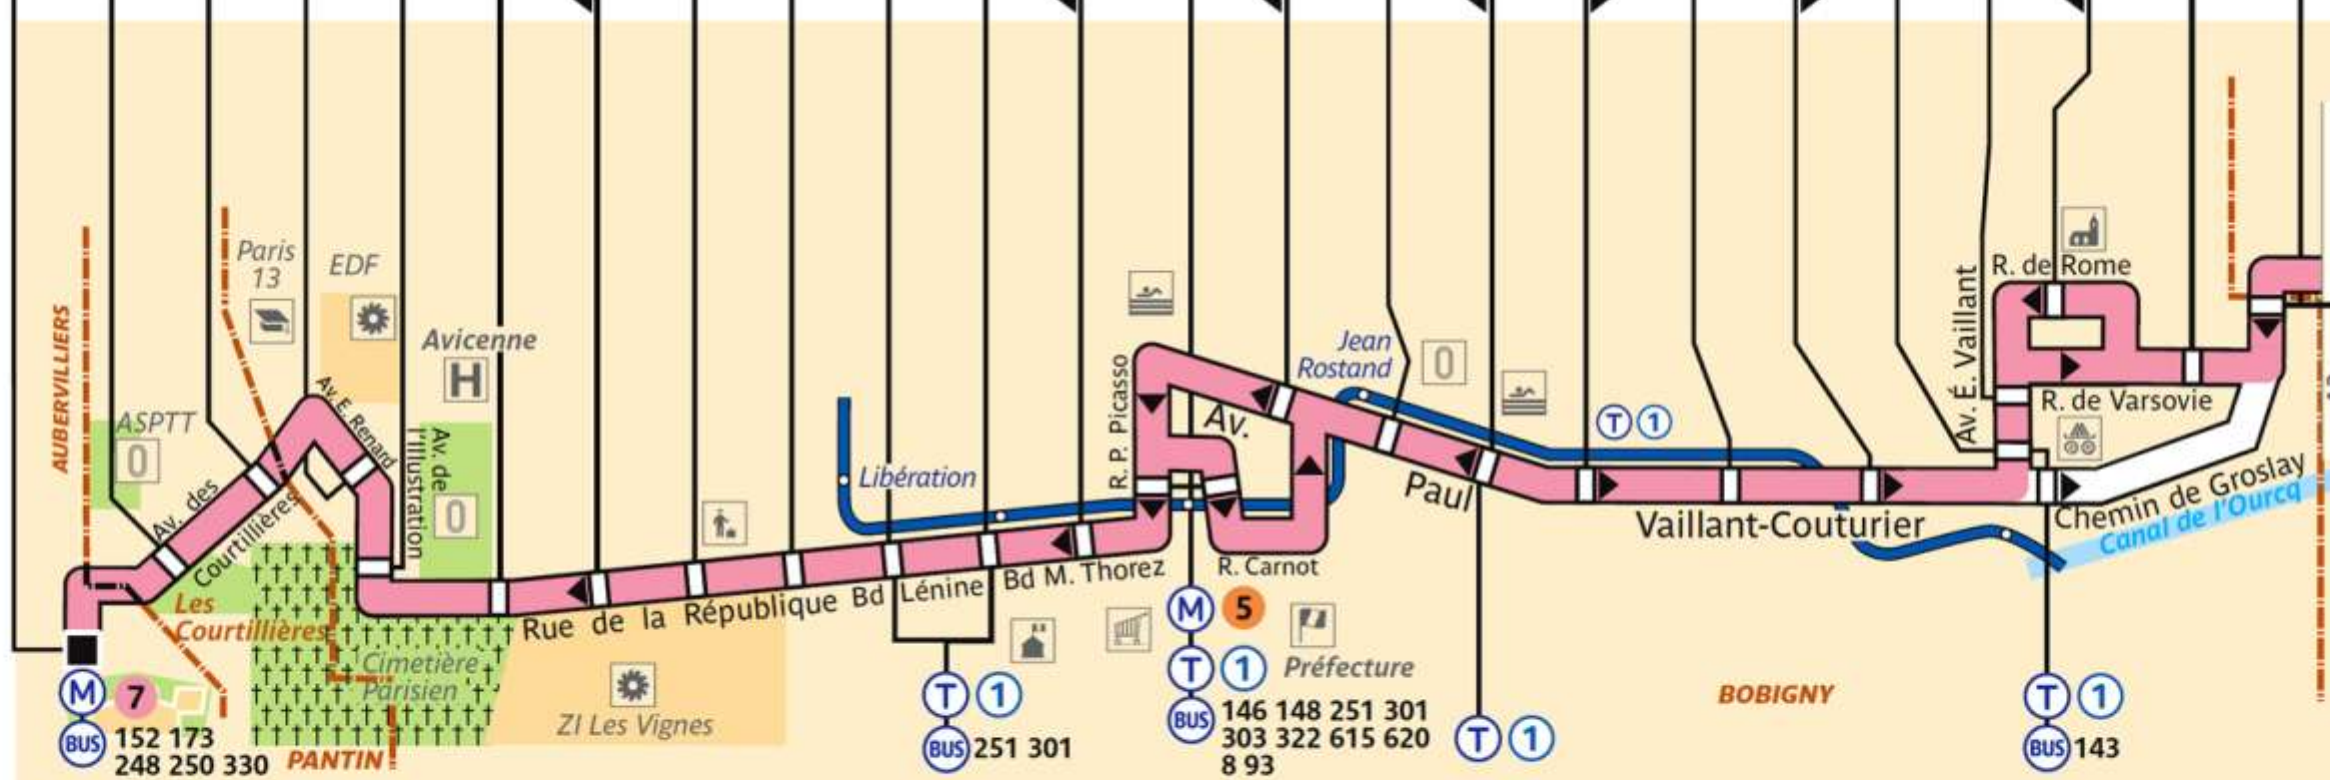 AUBERVILLIERS
ASPTT
0
Av. des
Courtillières
Les
Courtillières
M 7
BUS 152 173
248 250 330
PANTIN
Paris
13
EDF
Av. E. Renard
Avicenne
H
Av. de
l'Illustration
0
Cimetière
Parisien
Rue de la République Bd Lénine Bd M. Thorez
ZI Les Vignes
Libération
T 1
BUS 251 301
R. P. Picasso
Av.
R. Carnot
M 5
T 1 Préfecture
BUS 146 148 251 301
303 322 615 620
8 93
Jean
Rostand
0
Paul
T 1
T 1
Vaillant-Couturier
BOBIGNY
Av. É. Vaillant
R. de Rome
R. de Varsovie
Chemin de Groslay
Canal de l'Ourcq
T 1
BUS 143